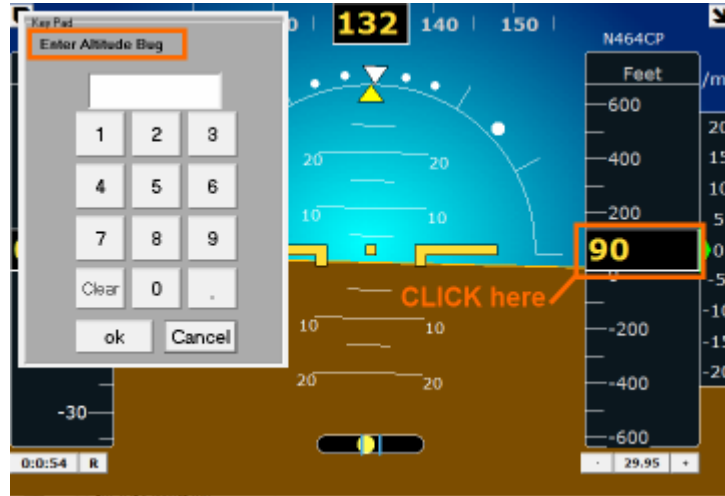 Key Pad
Enter Altitude Bug
1 2 3
4 5 6
7 8 9
Clear 0 .
ok Cancel
132 140 150
N464CP
Feet
600
400
200
90
0
-200
-400
-600
CLICK here
20 20
10 10
10 10
20 20
-30
0:0:54 R
- 29.95 +